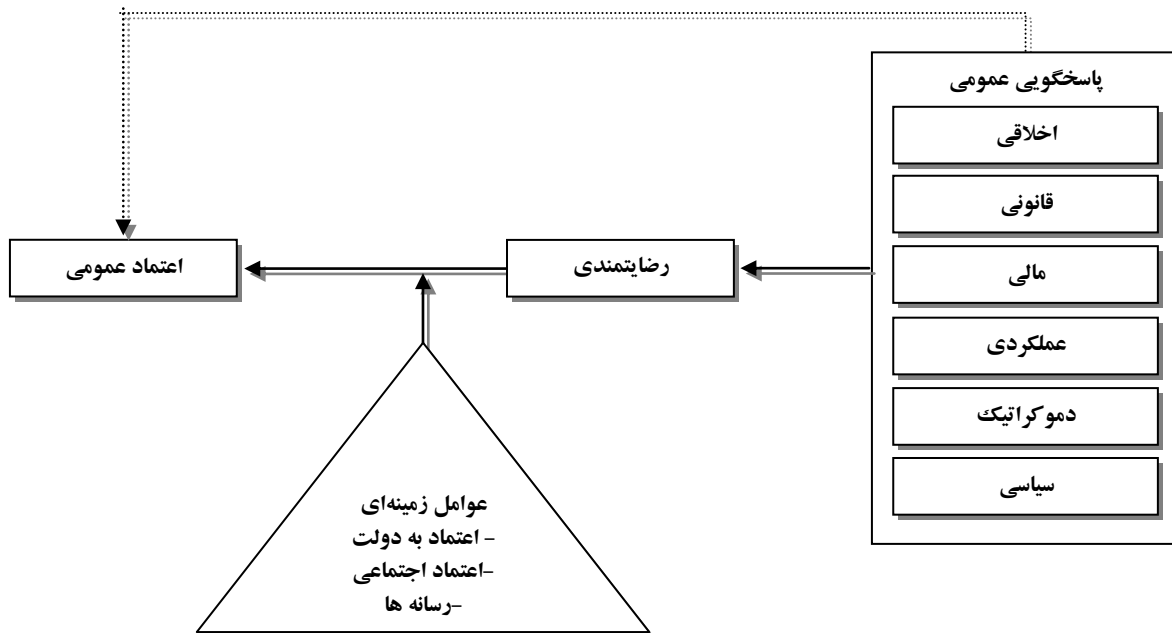 پاسخگویی عمومی
اخلاقی
قانونی
مالی
عملکردی
دموکراتیک
سیاسی
رضایتمندی
اعتماد عمومی
عوامل زمینه‌ای
- اعتماد به دولت
-اعتماد اجتماعی
-رسانه ها